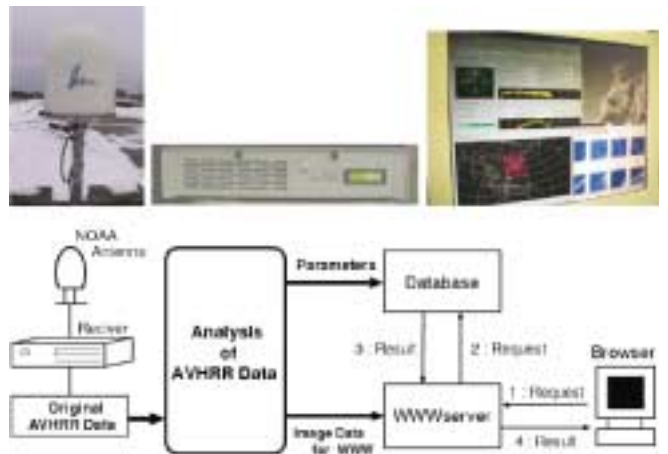 NOAA
Antenna
Reciver
Original
AVHRR Data
Analysis
of
AVHRR Data
Parameters
Image Data
for WWW
Database
3 : Result
2 : Request
WWWserver
Browser
1 : Request
4 : Result